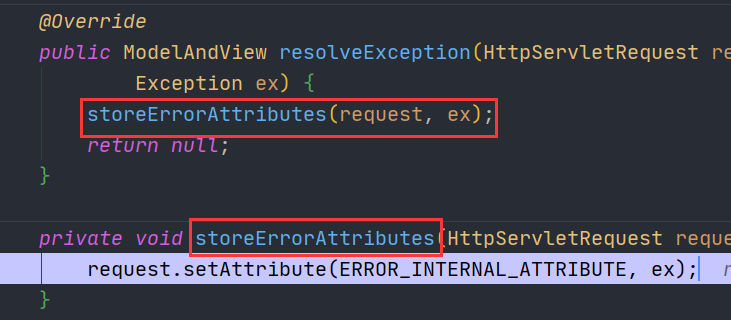 @Override
public ModelAndView resolveException(HttpServletRequest re
Exception ex) {
storeErrorAttributes(request, ex);
return null;
}
private void storeErrorAttributes(HttpServletRequest reque
request.setAttribute(ERROR_INTERNAL_ATTRIBUTE, ex);
}